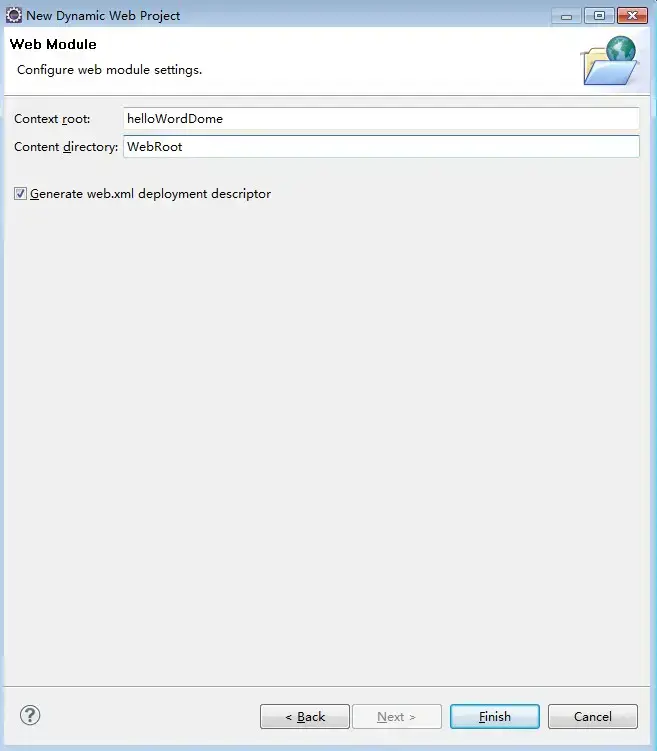 New Dynamic Web Project
Web Module
Configure web module settings.
Context root: helloWordDome
Content directory: WebRoot
Generate web.xml deployment descriptor
?
< Back Next > Finish Cancel